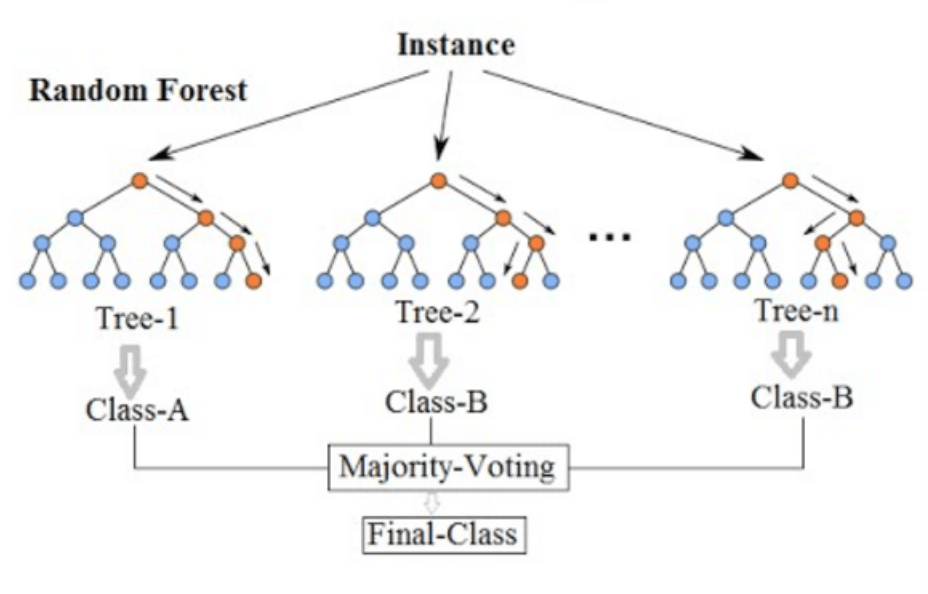 Instance
Random Forest
...
Tree-1
Tree-2
Tree-n
Class-A
Class-B
Class-B
Majority-Voting
Final-Class